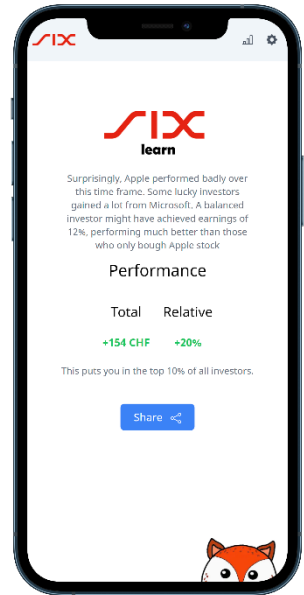 SIX
SIX
learn
Surprisingly, Apple performed badly over
this time frame. Some lucky investors
gained a lot from Microsoft. A balanced
investor might have achieved earnings of
12%, performing much better than those
who only bough Apple stock
Performance
Total Relative
+154 CHF +20%
This puts you in the top 10% of all investors.
Share